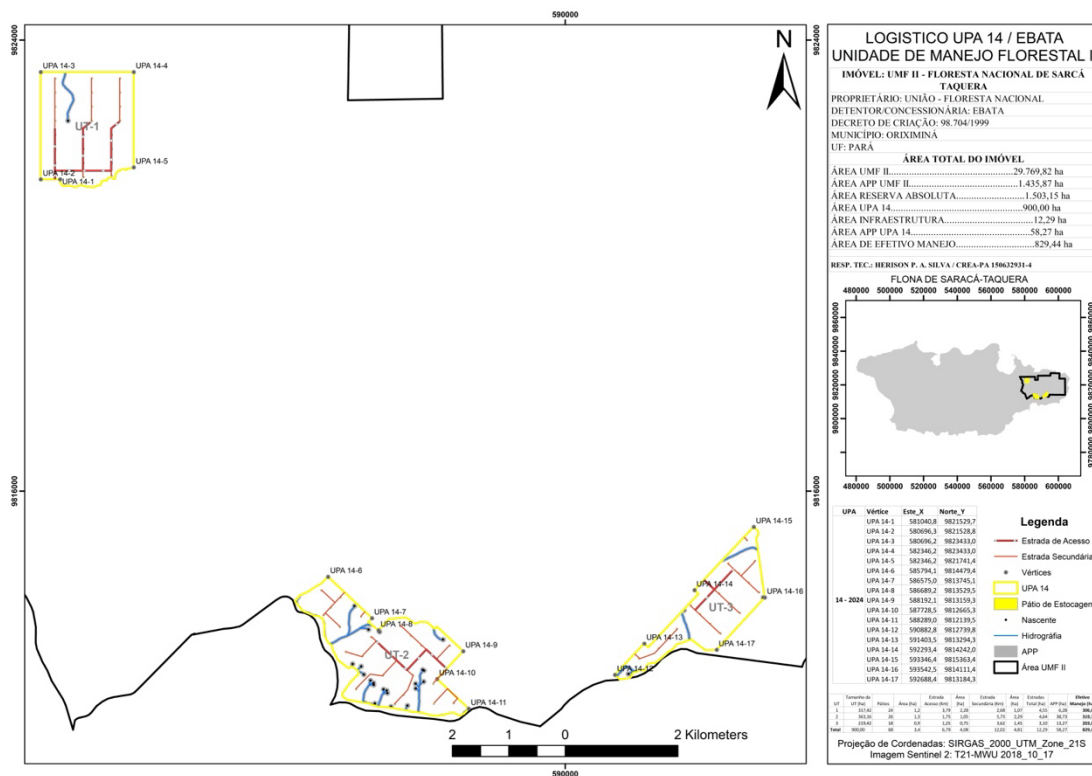 590000
9824000
9824000
N
UPA 14-3
UPA 14-4
UT-1
UPA 14-5
UPA 14-2
UPA 14-1
9816000
9816000
UPA 14-15
UPA 14-6
UPA 14-14
UPA 14-16
UT-3
UPA 14-7
UPA 14-8
UPA 14-13
UPA 14-17
UT-2
UPA 14-9
UPA 14-10
UPA 14-12
UPA 14-11
2 1 0 2 Kilometers
590000
LOGISTICO UPA 14 / EBATA
UNIDADE DE MANEJO FLORESTAL I
IMÓVEL: UMF II - FLORESTA NACIONAL DE SARCÁ
TAQUERA
PROPRIETÁRIO: UNIÃO - FLORESTA NACIONAL
DETENTOR/CONCESSIONÁRIA: EBATA
DECRETO DE CRIAÇÃO: 98.704/1999
MUNICÍPIO: ORIXIMINÁ
UF: PARÁ
ÁREA TOTAL DO IMÓVEL
ÁREA UMF II..........................................29.769,82 ha
ÁREA APP UMF II....................................1.435,87 ha
ÁREA RESERVA ABSOLUTA......................1.503,15 ha
ÁREA UPA 14..........................................900,00 ha
ÁREA INFRAESTRUTURA..............................12,29 ha
ÁREA APP UPA 14.....................................58,27 ha
ÁREA DE EFETIVO MANEJO........................829,44 ha
RESP. TEC.: HERISON P. A. SILVA / CREA-PA 150632931-4
FLONA DE SARACÁ-TAQUERA
480000 500000 520000 540000 560000 580000 600000
9860000
9840000
9820000
9800000
9780000
9860000
9840000
9820000
9800000
9780000
480000 500000 520000 540000 560000 580000 600000
UPA Vértice Este_X Norte_Y
UPA 14-1 581040,8 9821529,7
UPA 14-2 580696,3 9821528,8
UPA 14-3 580696,2 9823433,0
UPA 14-4 582346,2 9823433,0
UPA 14-5 582346,2 9821741,4
UPA 14-6 585794,1 9814479,4
UPA 14-7 586575,0 9813745,1
UPA 14-8 586689,2 9813529,5
14 - 2024 UPA 14-9 588192,1 9813159,3
UPA 14-10 587728,5 9812665,3
UPA 14-11 588289,0 9812139,5
UPA 14-12 590882,8 9812739,8
UPA 14-13 591403,5 9813294,3
UPA 14-14 592293,4 9814242,0
UPA 14-15 593346,4 9815363,4
UPA 14-16 593542,5 9814111,4
UPA 14-17 592688,4 9813184,3
Legenda
Estrada de Acesso
Estrada Secundária
Vértices
UPA 14
Pátio de Estocagem
Nascente
Hidrográfia
APP
Área UMF II
Projeção de Cordenadas: SIRGAS_2000_UTM_Zone_21S
Imagem Sentinel 2: T21-MWU 2018_10_17